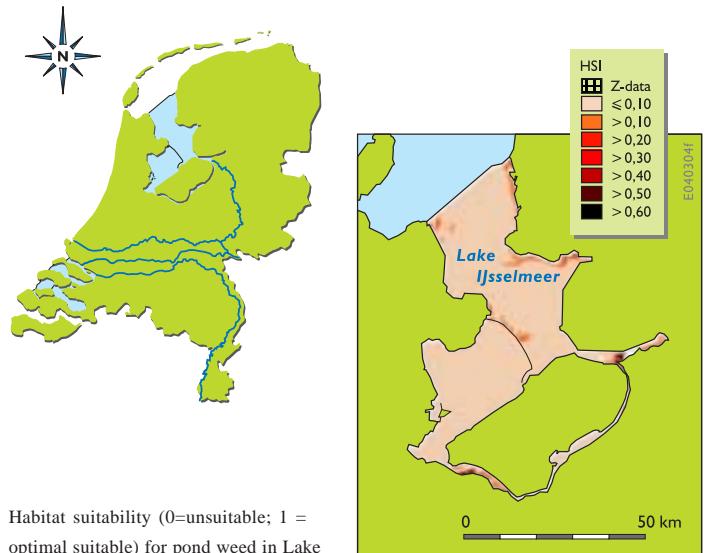 N
HSI
Z-data
≤ 0,10
> 0,10
> 0,20
> 0,30
> 0,40
> 0,50
> 0,60
E040304f
Lake
IJsselmeer
0 50 km
Habitat suitability (0=unsuitable; 1 =
optimal suitable) for pond weed in Lake